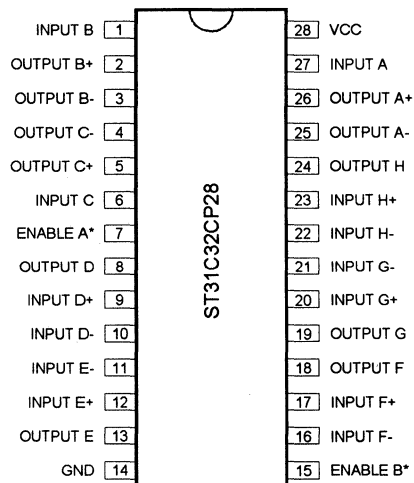 INPUT B 1 28 VCC
OUTPUT B+ 2 27 INPUT A
OUTPUT B- 3 26 OUTPUT A+
OUTPUT C- 4 25 OUTPUT A-
OUTPUT C+ 5 24 OUTPUT H
INPUT C 6 23 INPUT H+
ENABLE A* 7 22 INPUT H-
OUTPUT D 8 21 INPUT G-
INPUT D+ 9 20 INPUT G+
INPUT D- 10 19 OUTPUT G
INPUT E- 11 18 OUTPUT F
INPUT E+ 12 17 INPUT F+
OUTPUT E 13 16 INPUT F-
GND 14 15 ENABLE B*
ST31C32CP28